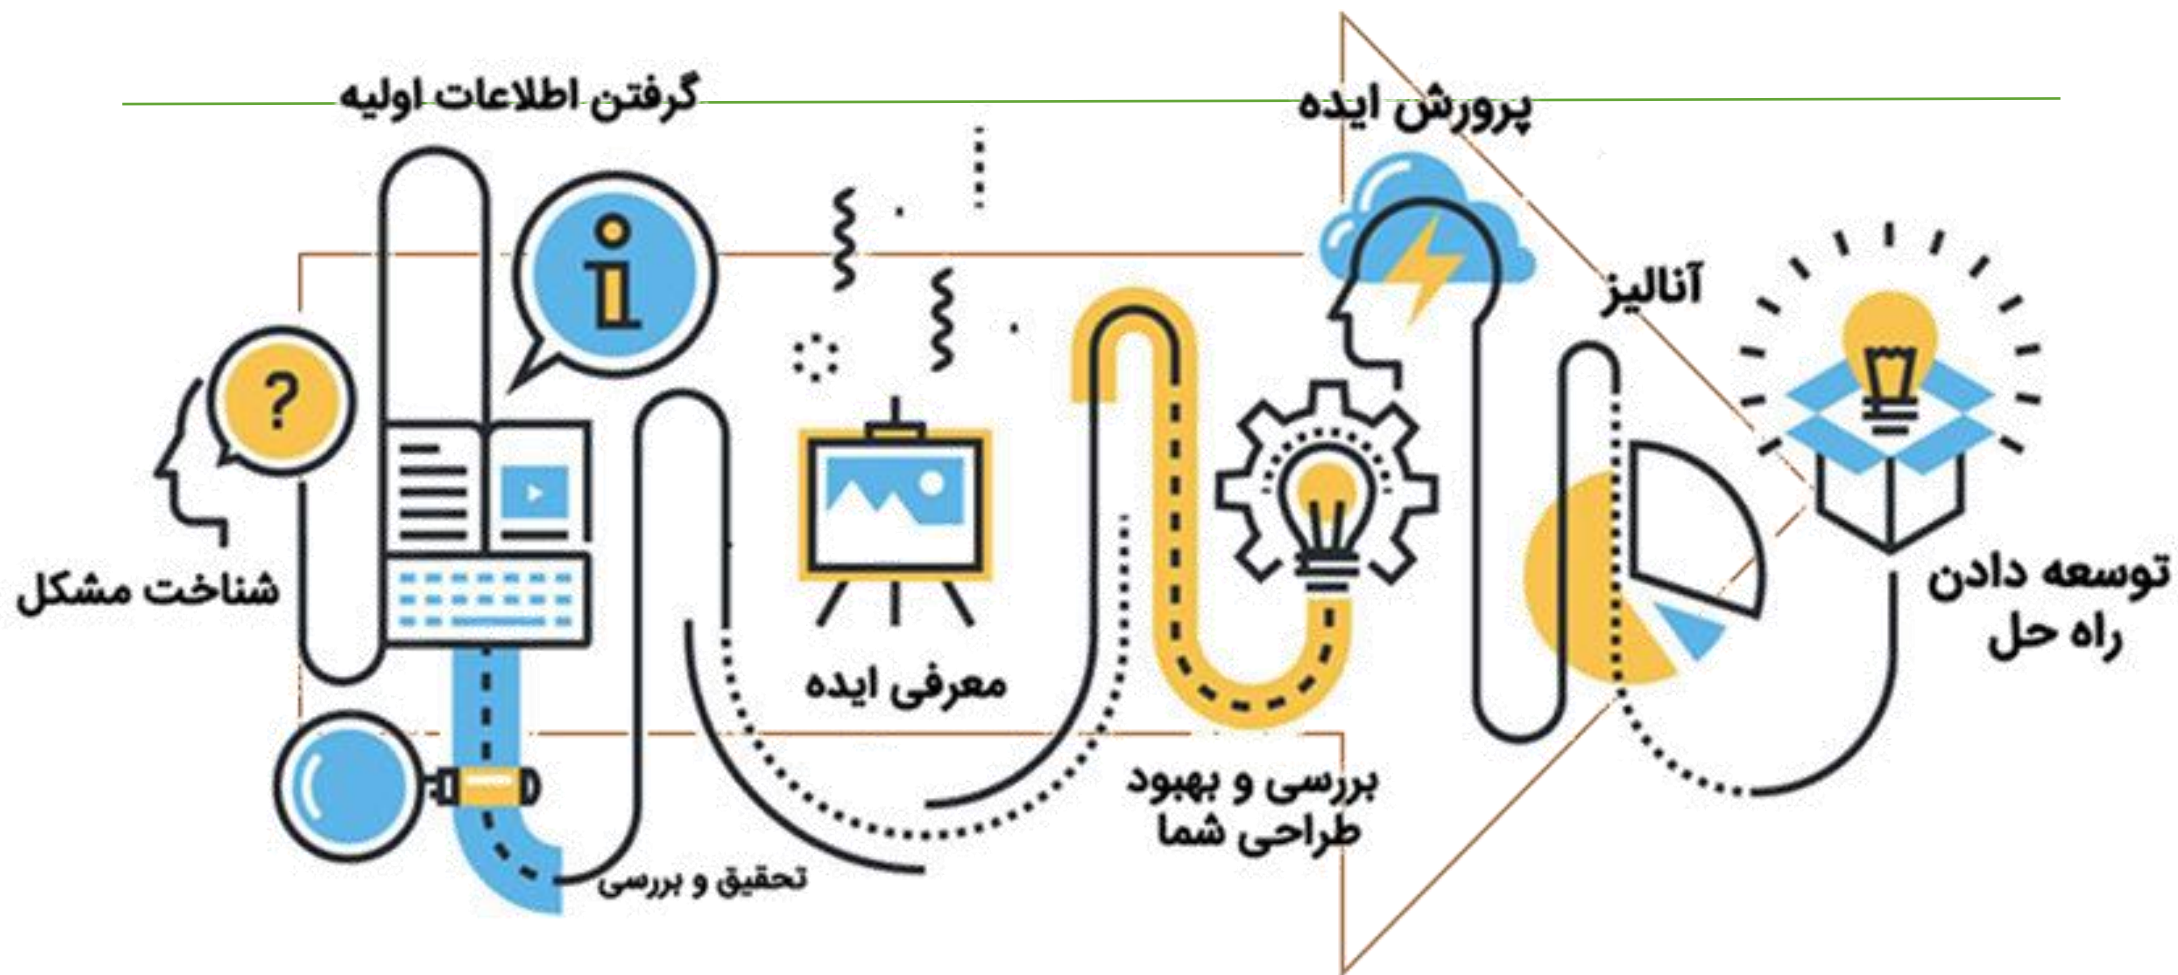 شناخت مشکل
گرفتن اطلاعات اولیه
?
i
تحقیق و بررسی
معرفی ایده
بررسی و بهبود
طراحی شما
پرورش ایده
آنالیز
توسعه دادن
راه حل